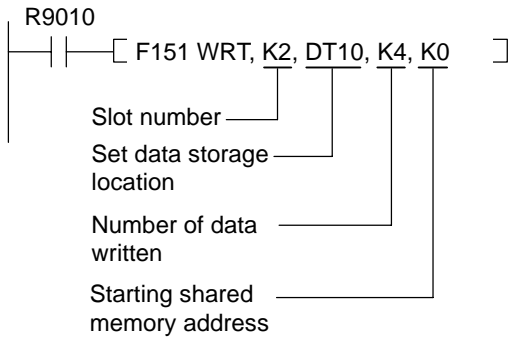 R9010
F151 WRT, K2, DT10, K4, K0
Slot number
Set data storage
location
Number of data
written
Starting shared
memory address